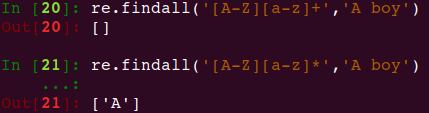 In [20]: re.findall('[A-Z][a-z]+','A boy')
Out[20]: []
In [21]: re.findall('[A-Z][a-z]*','A boy')
...:
Out[21]: ['A']